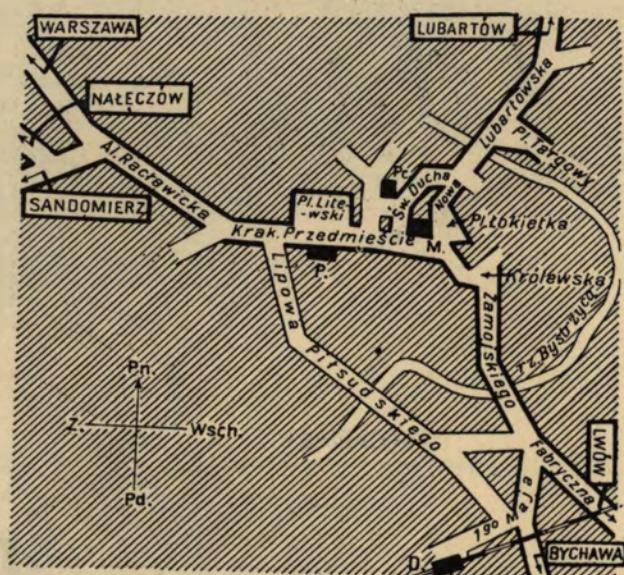 WARSZAWA
LUBARTÓW
NAŁĘCZÓW
SANDOMIERZ
Al. Racławicka
Lubartowska
Pl. Targowy
Pc.
Św. Ducha
Nowa
Pl. Lite-
-wski
Pl. Łokietka
Krak. Przedmieście
M.
P.
Królewska
Lipowa
Zamojskiego
rz. Bystrzyca
Piłsudskiego
Pn.
Z.
Wsch.
Pd.
Fabryczna
LWÓW
1go Maja
D.
BYCHAWA